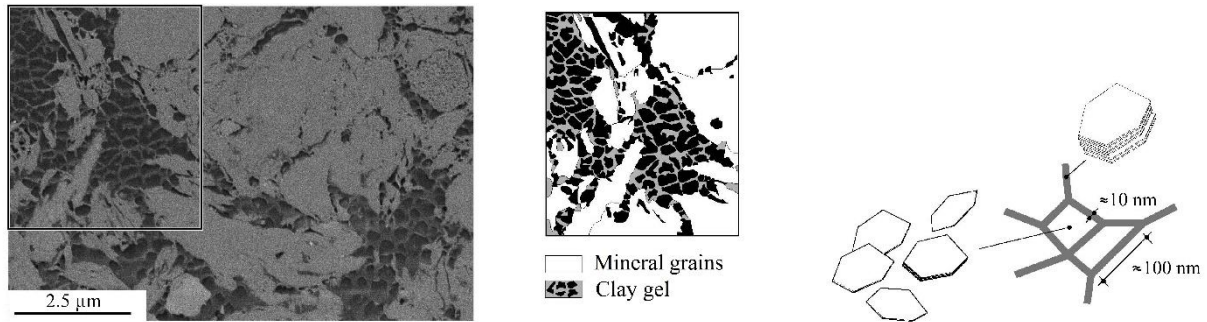 2.5 µm
Mineral grains
Clay gel
≈10 nm
≈100 nm